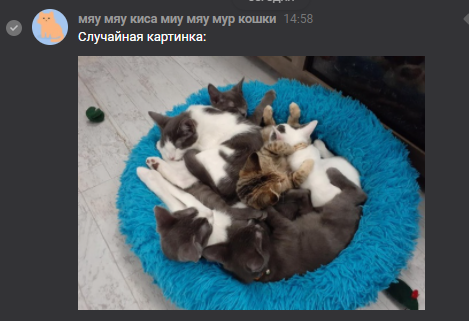 мяу мяу киса миу мяу мур кошки 14:58
Случайная картинка: